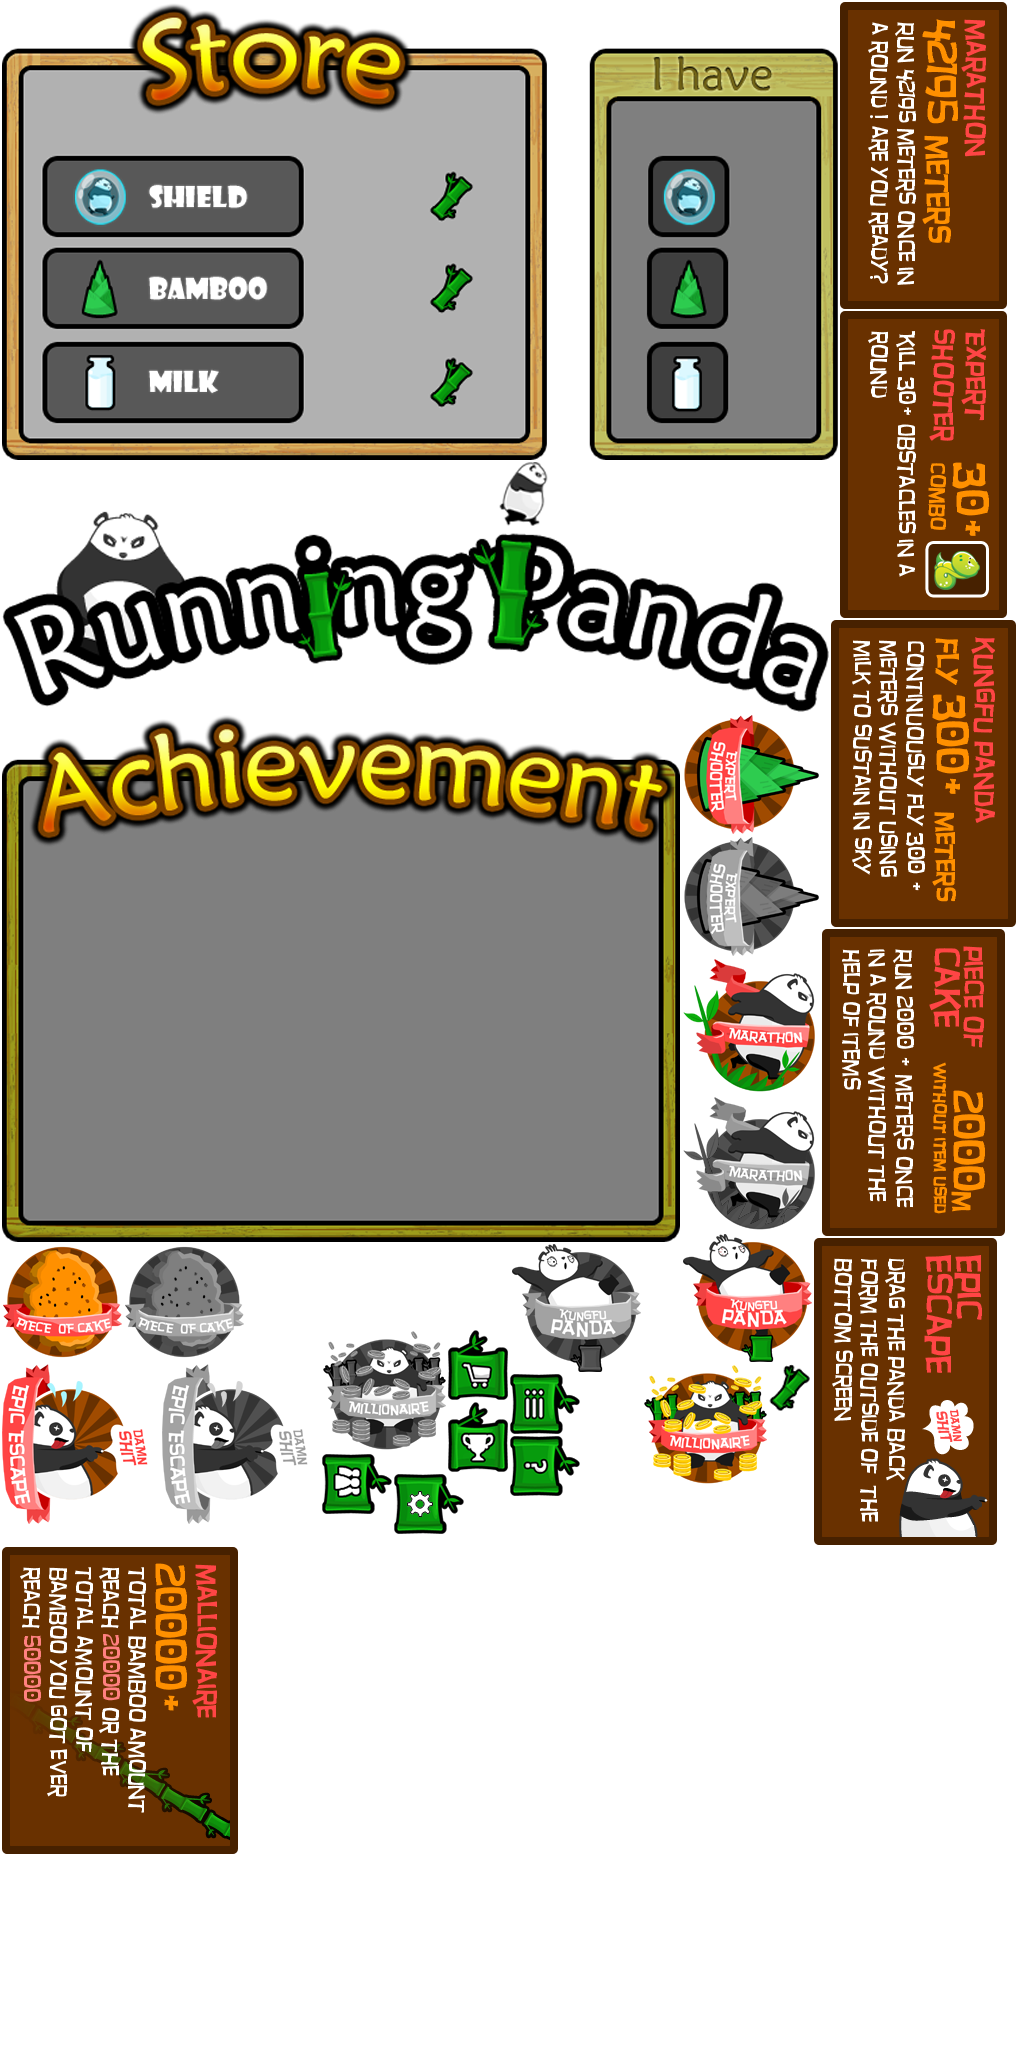 Store
I have
SHIELD
BAMBOO
MILK
Running Panda
Achievement
MARATHON
42195 METERS
RUN 42195 METERS ONCE IN
A ROUND ! ARE YOU READY?
EXPERT
SHOOTER
30+
COMBO
KILL 30+ OBSTACLES IN A
ROUND
KUNGFU PANDA
FLY 300+ METERS
CONTINUOUSLY FLY 300 +
METERS WITHOUT USING
MILK TO SUSTAIN IN SKY
PIECE OF
CAKE
2000M
WITHOUT ITEM USED
RUN 2000 + METERS ONCE
IN A ROUND WITHOUT THE
HELP OF ITEMS
EPIC
ESCAPE
DAMN
SHIT
DRAG THE PANDA BACK
FORM THE OUTSIDE OF THE
BOTTOM SCREEN
EXPERT
SHOOTER
EXPERT
SHOOTER
MARATHON
MARATHON
PIECE OF CAKE
PIECE OF CAKE
KUNGFU
PANDA
KUNGFU
PANDA
EPIC ESCAPE
DAMN
SHIT
EPIC ESCAPE
DAMN
SHIT
MILLIONAIRE
?
MILLIONAIRE
MALLIONAIRE
20000+
TOTAL BAMBOO AMOUNT
REACH 20000 OR THE
TOTAL AMOUNT OF
BAMBOO YOU GOT EVER
REACH 50000